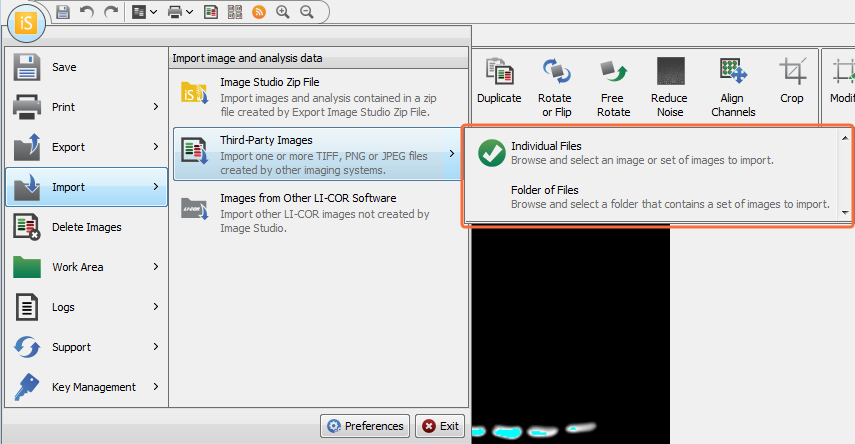 iS
Save
Print
Export
Import
Delete Images
Work Area
Logs
Support
Key Management
Import image and analysis data
iS
Image Studio Zip File
Import images and analysis contained in a zip
file created by Export Image Studio Zip File.
Third-Party Images
Import one or more TIFF, PNG or JPEG files
created by other imaging systems.
LI-COR
Images from Other LI-COR Software
Import other LI-COR images not created by
Image Studio.
Preferences
Exit
Duplicate
Rotate
or Flip
Free
Rotate
Reduce
Noise
Align
Channels
Crop
Modif
Individual Files
Browse and select an image or set of images to import.
Folder of Files
Browse and select a folder that contains a set of images to import.